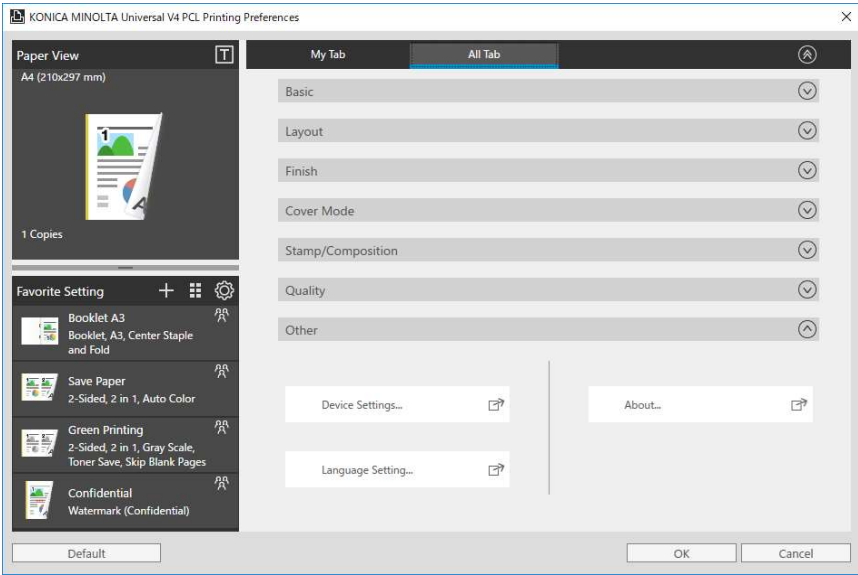 KONICA MINOLTA Universal V4 PCL Printing Preferences
Paper View
T
A4 (210x297 mm)
1
A
1 Copies
Favorite Setting
Booklet A3
Booklet, A3, Center Staple
and Fold
Save Paper
2-Sided, 2 in 1, Auto Color
Green Printing
2-Sided, 2 in 1, Gray Scale,
Toner Save, Skip Blank Pages
Confidential
Watermark (Confidential)
Default
My Tab
All Tab
Basic
Layout
Finish
Cover Mode
Stamp/Composition
Quality
Other
Device Settings...
About...
Language Setting...
OK
Cancel